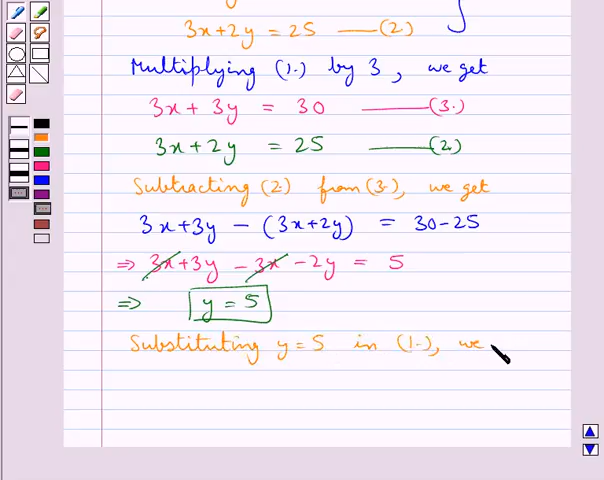 3x+2y = 25 —(2)
Multiplying (1.) by 3, we get
3x + 3y = 30 —(3.)
3x+2y = 25 —(2.)
Subtracting (2.) from (3.), we get
3x+3y - (3x+2y) = 30-25
⇒ 3x+3y - 3x - 2y = 5
⇒ y = 5
Substituting y = 5 in (1.), we